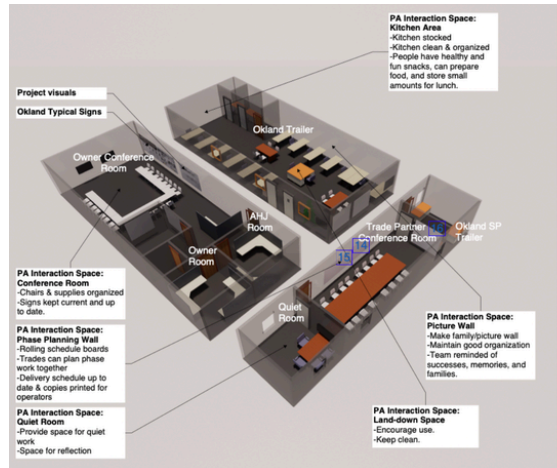 PA Interaction Space:
Kitchen Area
-Kitchen stocked
-Kitchen clean & organized
-People have healthy and
fun snacks, can prepare
food, and store small
amounts for lunch.
Project visuals
Okland Typical Signs
Okland Trailer
Owner Conference
Room
AHJ
Room
Owner
Room
Trade Partner
Conference Room
Okland SP
Trailer
16
14
15
Quiet
Room
PA Interaction Space:
Conference Room
-Chairs & supplies organized
-Signs kept current and up
to date.
PA Interaction Space:
Phase Planning Wall
-Rolling schedule boards
-Trades can plan phase
work together
-Delivery schedule up to
date & copies printed for
operators
PA Interaction Space:
Quiet Room
-Provide space for quiet
work
-Space for reflection
PA Interaction Space:
Picture Wall
-Make family/picture wall
-Maintain good organization
-Team reminded of
successes, memories, and
families.
PA Interaction Space:
Land-down Space
-Encourage use.
-Keep clean.